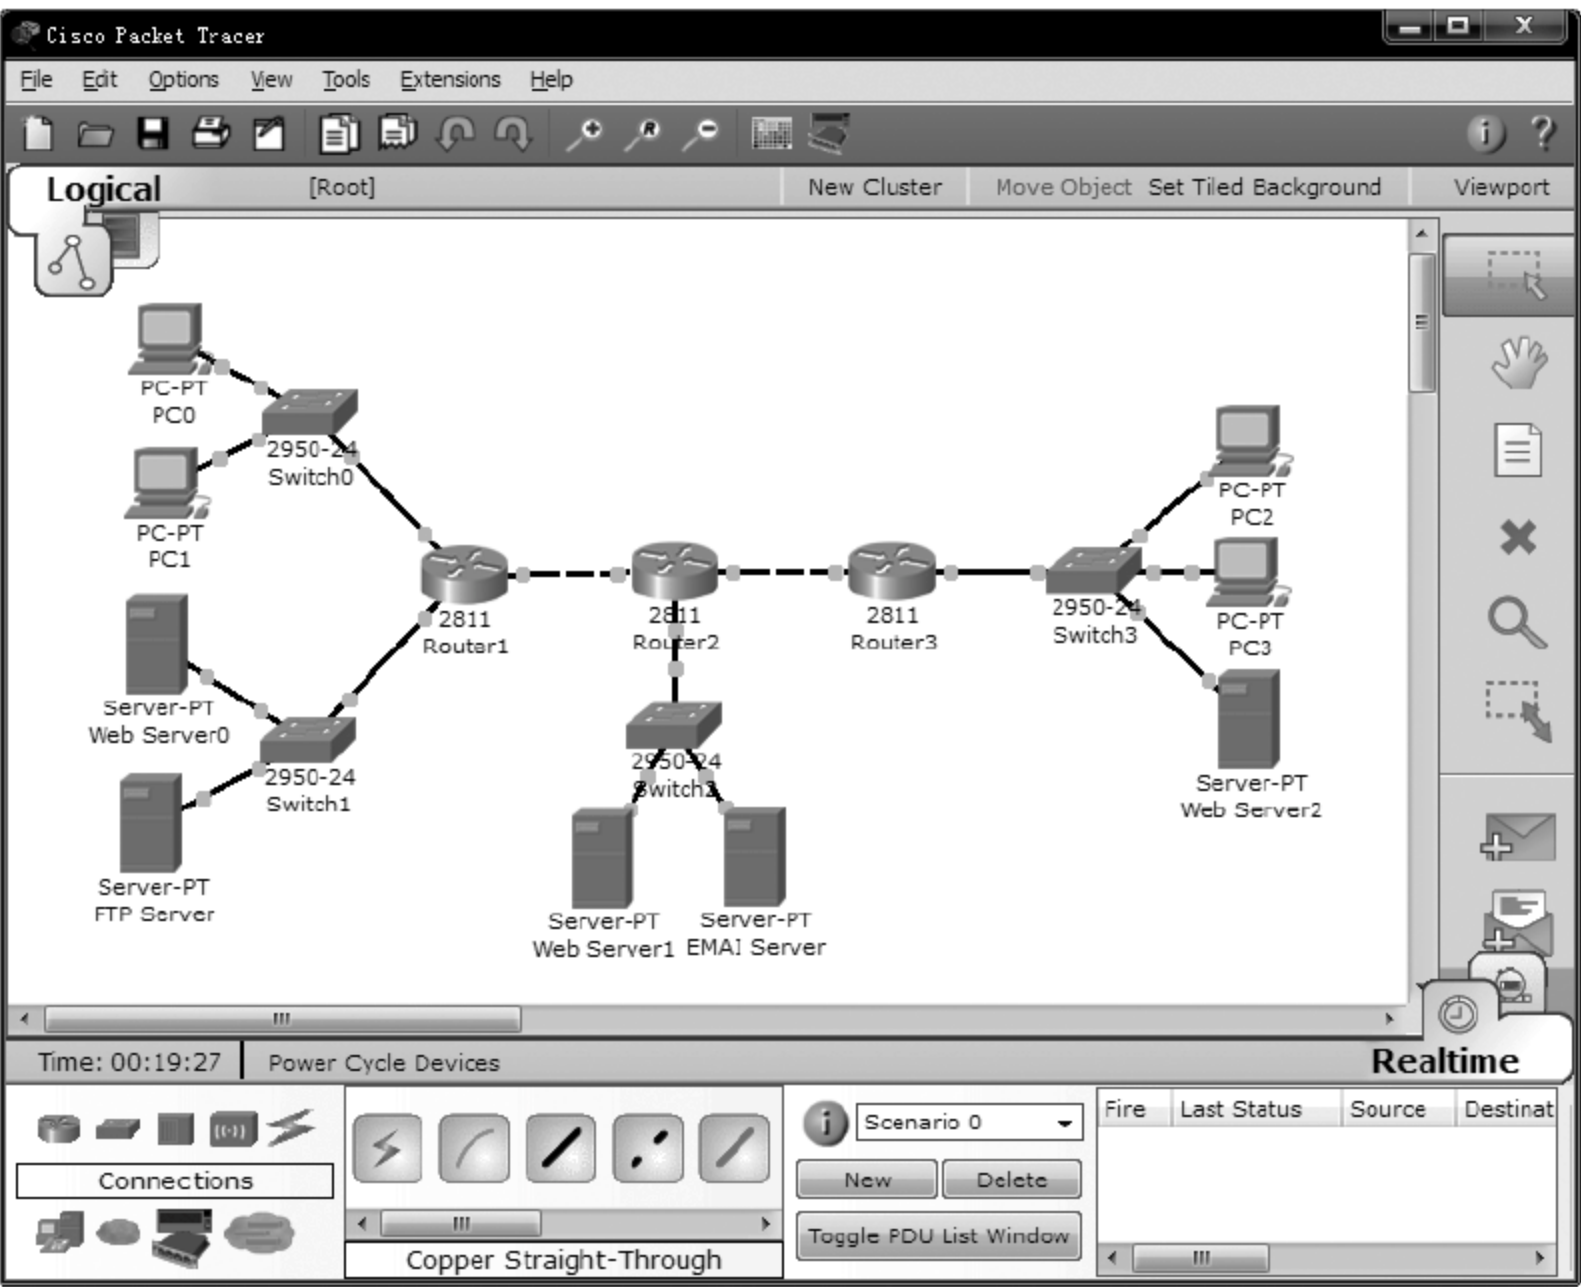 Cisco Packet Tracer
File Edit Options View Tools Extensions Help
Logical [Root] New Cluster Move Object Set Tiled Background Viewport
PC-PT
PC0
2950-24
Switch0
PC-PT
PC1
Server-PT
Web Server0
2950-24
Switch1
Server-PT
FTP Server
2811
Router1
2811
Router2
2811
Router3
2950-24
Switch2
Server-PT
Web Server1
Server-PT
EMAI Server
2950-24
Switch3
PC-PT
PC2
PC-PT
PC3
Server-PT
Web Server2
Time: 00:19:27 Power Cycle Devices
Realtime
Connections
Copper Straight-Through
Scenario 0
New Delete
Toggle PDU List Window
Fire Last Status Source Destinat